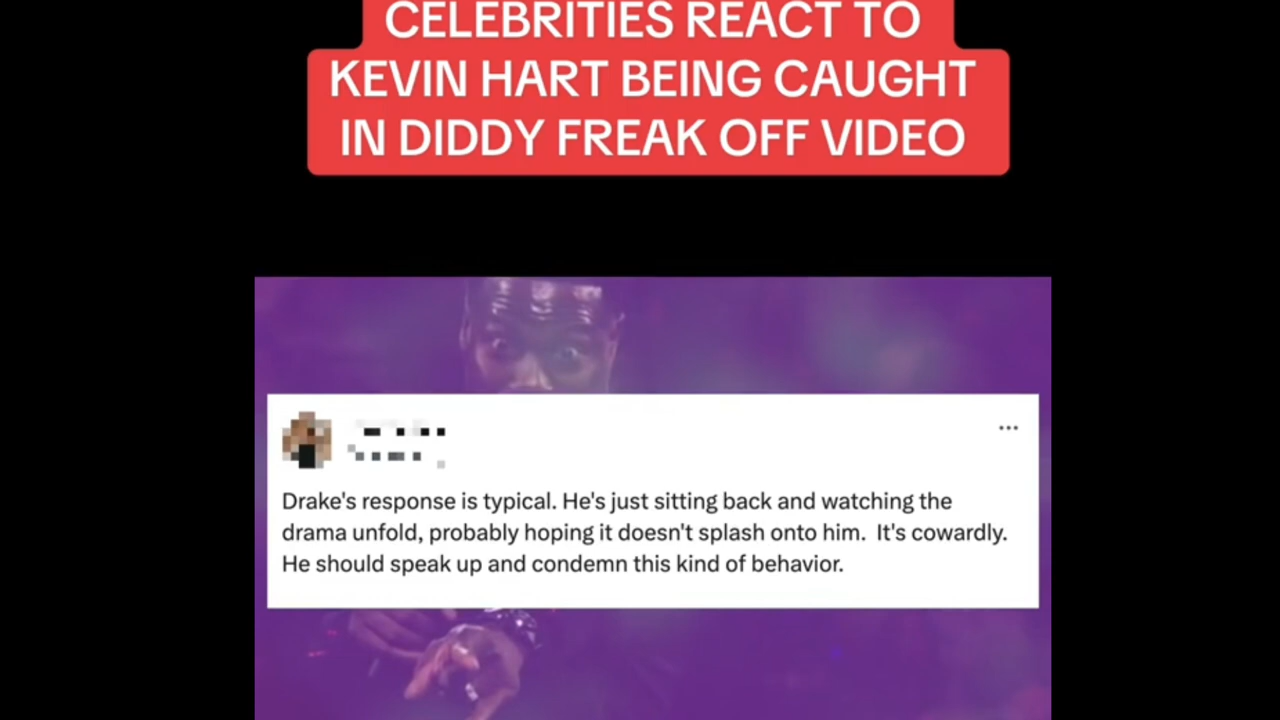 CELEBRITIES REACT TO
KEVIN HART BEING CAUGHT
IN DIDDY FREAK OFF VIDEO
Drake's response is typical. He's just sitting back and watching the
drama unfold, probably hoping it doesn't splash onto him.  It's cowardly.
He should speak up and condemn this kind of behavior.